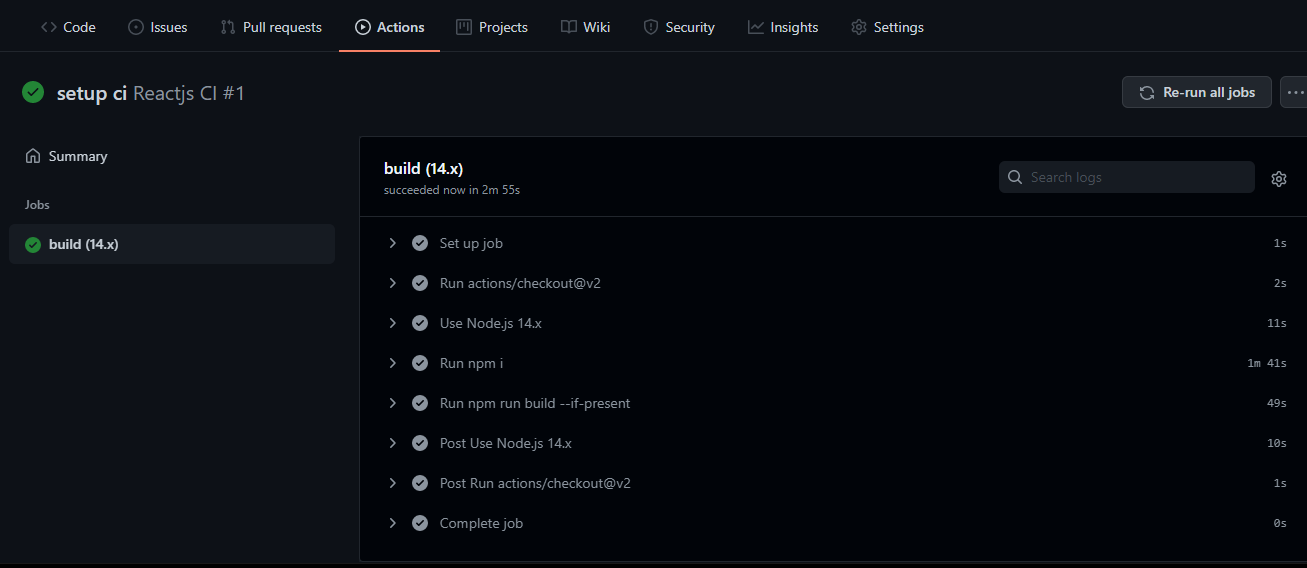 Code Issues Pull requests Actions Projects Wiki Security Insights Settings
setup ci Reactjs CI #1
Re-run all jobs
Summary
Jobs
build (14.x)
build (14.x)
succeeded now in 2m 55s
Search logs
Set up job 1s
Run actions/checkout@v2 2s
Use Node.js 14.x 11s
Run npm i 1m 41s
Run npm run build --if-present 49s
Post Use Node.js 14.x 10s
Post Run actions/checkout@v2 1s
Complete job 0s